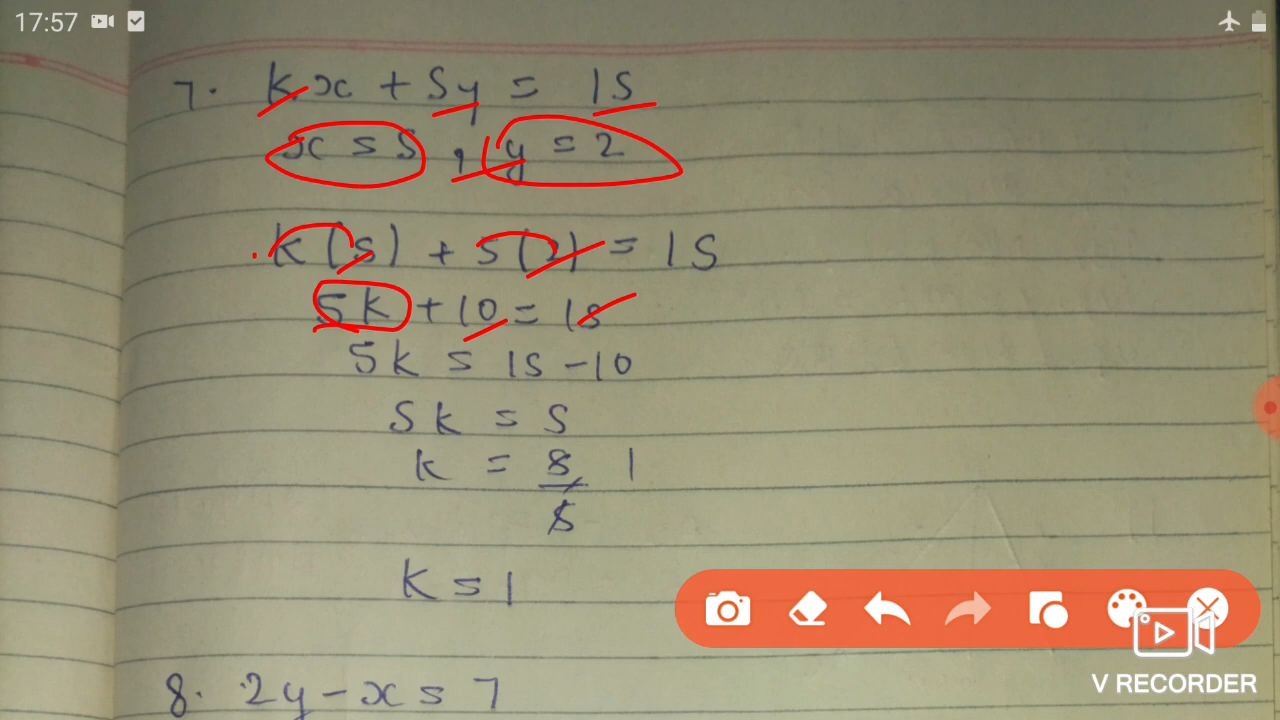 17:57
7. kx + 5y = 15
x = 5, y = 2
k(5) + 5(2) = 15
5k + 10 = 15
5k = 15 - 10
5k = 5
k = 5/5 1
k = 1
8. 2y - x = 7
V RECORDER